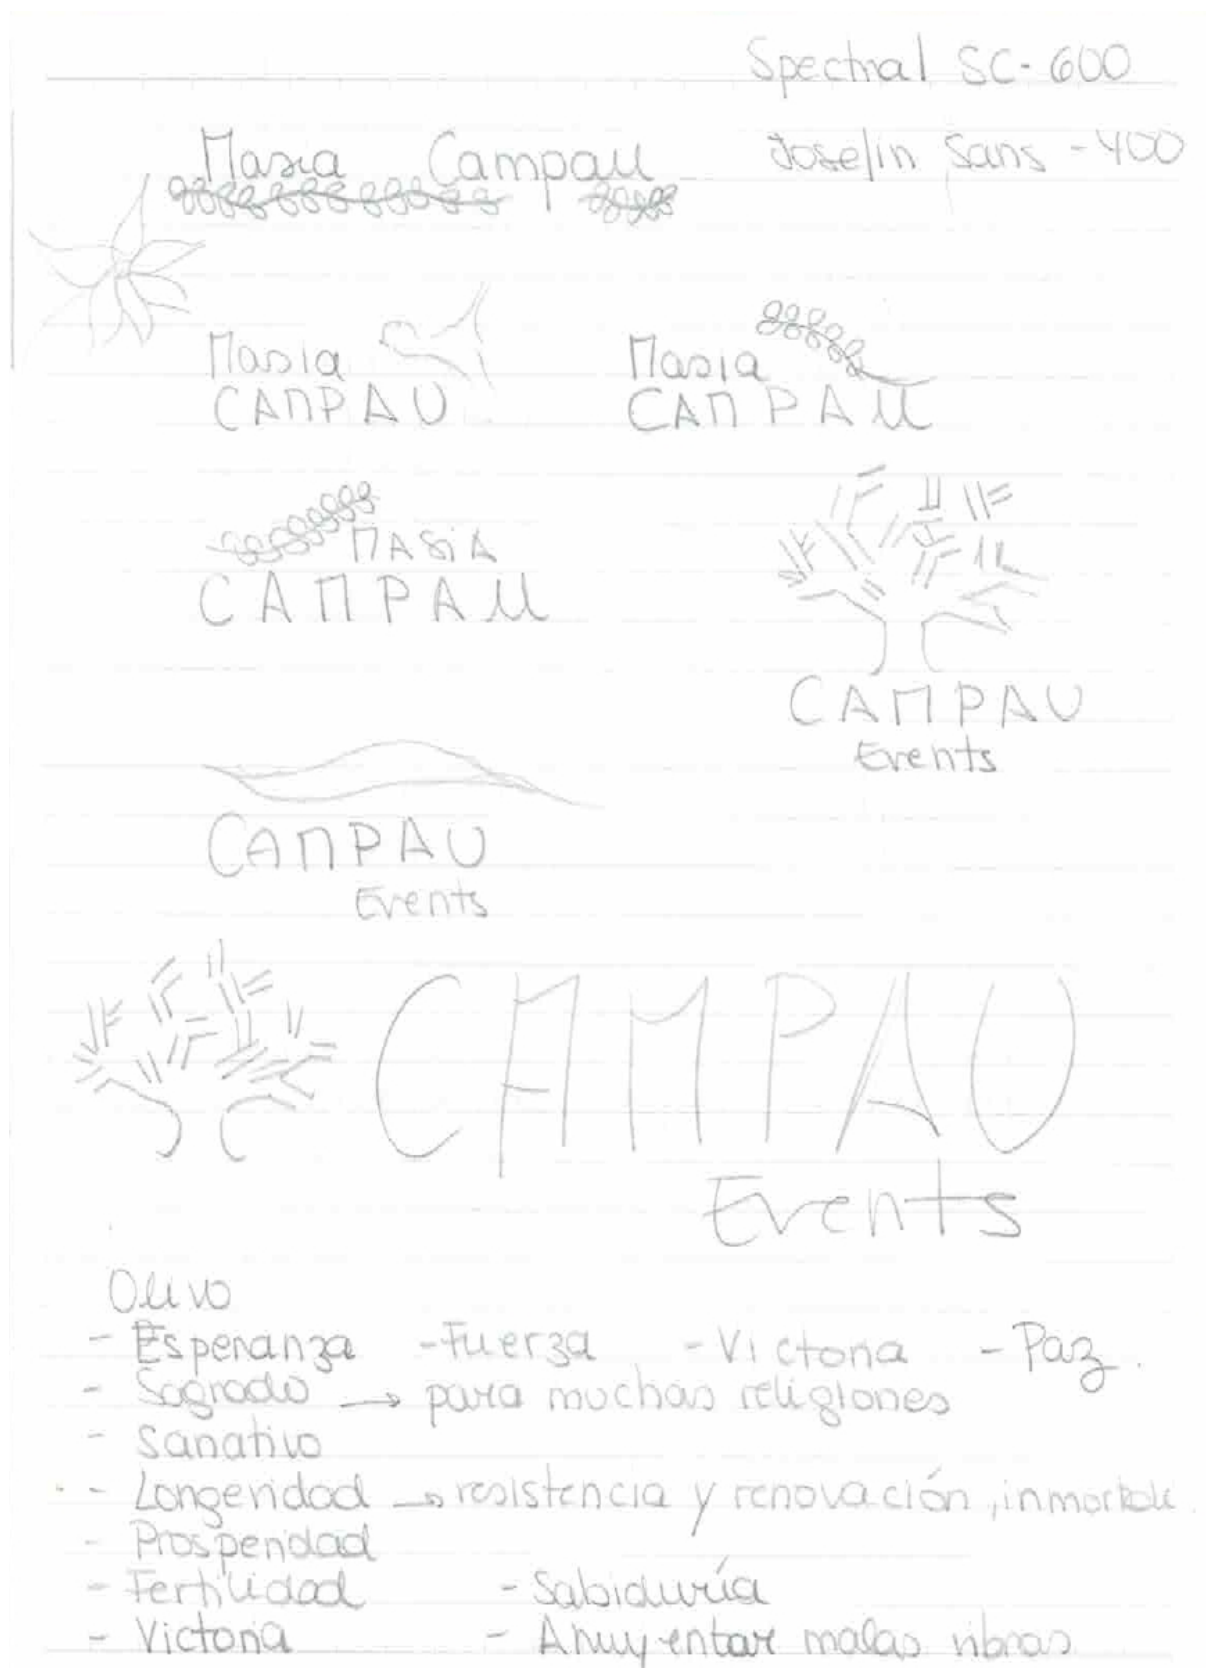 Spectral SC- 600
Joselin Sans - 400
Masia Campau
Masia
CAMPAU
Masia
CAMPAU
MASIA
CAMPAU
CAMPAU
Events
CAMPAU
Events
CAMPAU
Events
Olivo
- Esperanza - Fuerza - Victoria - Paz.
- Sagrado → para muchas religiones
- Sanativo
- Longevidad → resistencia y renovación, inmortale.
- Prosperidad
- Fertilidad - Sabiduría
- Victoria - Ahuyentar malas vibras